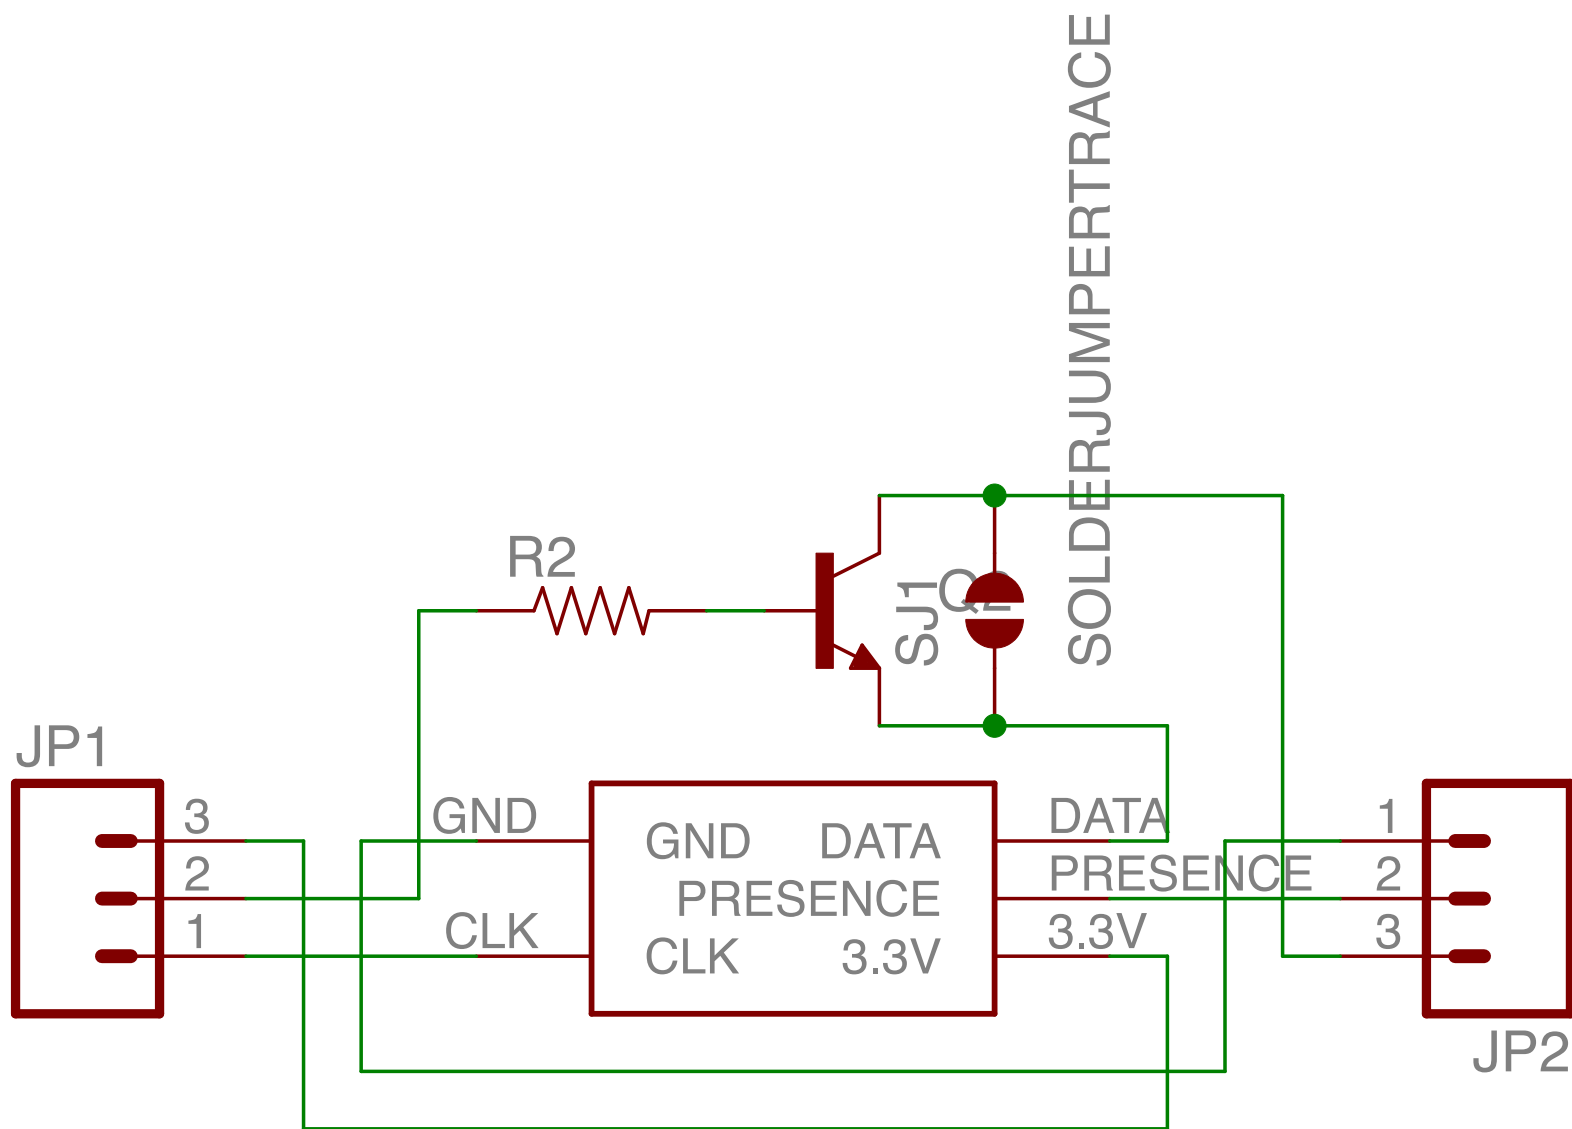 SOLDERJUMPERTRACE
R2
SJ1
Q2
JP1
3
2
1
GND
CLK
GND
DATA
PRESENCE
CLK
3.3V
DATA
PRESENCE
3.3V
1
2
3
JP2